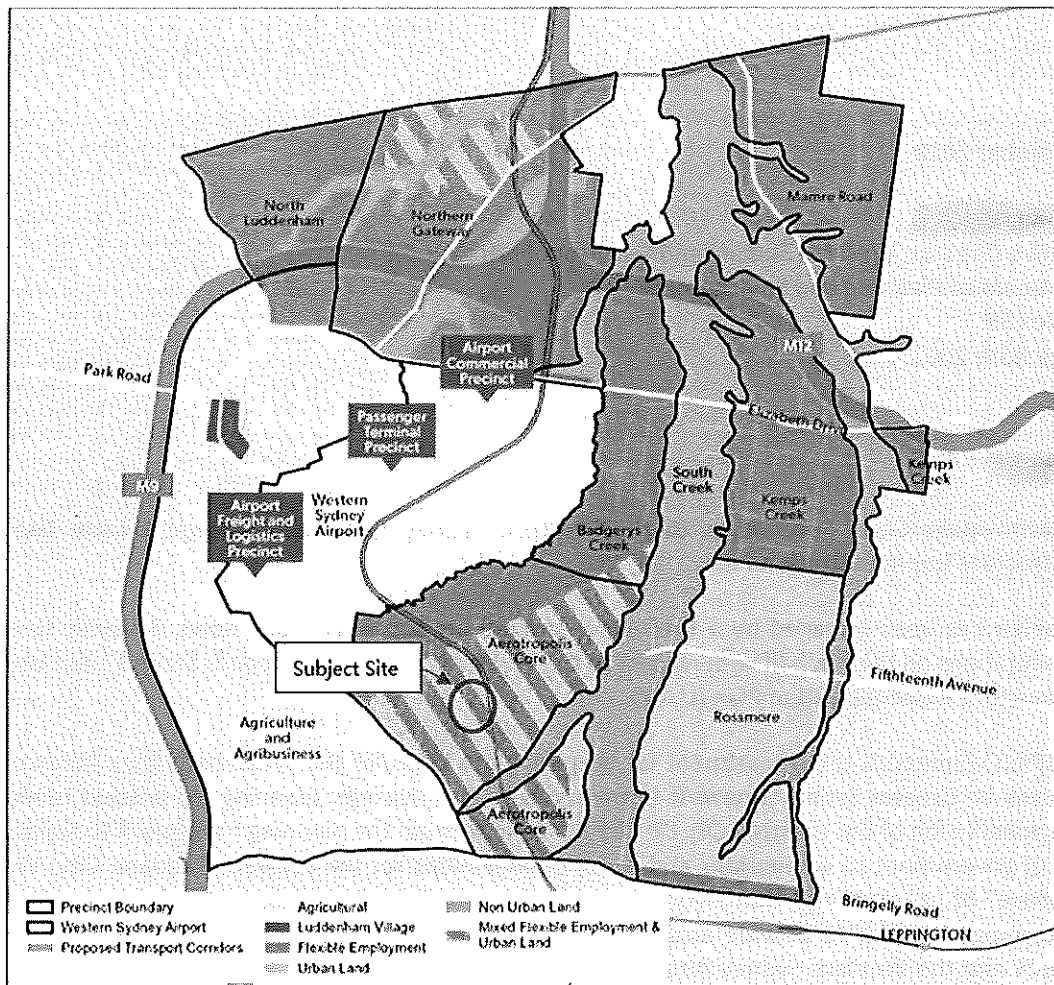 North
Luddenham
Northern
Gateway
Mamre Road
Airport
Commercial
Precinct
M12
Park Road
Passenger
Terminal
Precinct
Elizabeth Drive
M9
Airport
Freight and
Logistics
Precinct
Western
Sydney
Airport
South
Creek
Kemps
Creek
Kemps
Creek
Badgerys
Creek
Aerotropolis
Core
Subject Site
Fifthteenth Avenue
Rossmore
Agriculture
and
Agribusiness
Aerotropolis
Core
Bringelly Road
LEPPINGTON
Precinct Boundary
Western Sydney Airport
Proposed Transport Corridors
Agricultural
Luddenham Village
Flexible Employment
Urban Land
Non Urban Land
Mixed Flexible Employment &
Urban Land